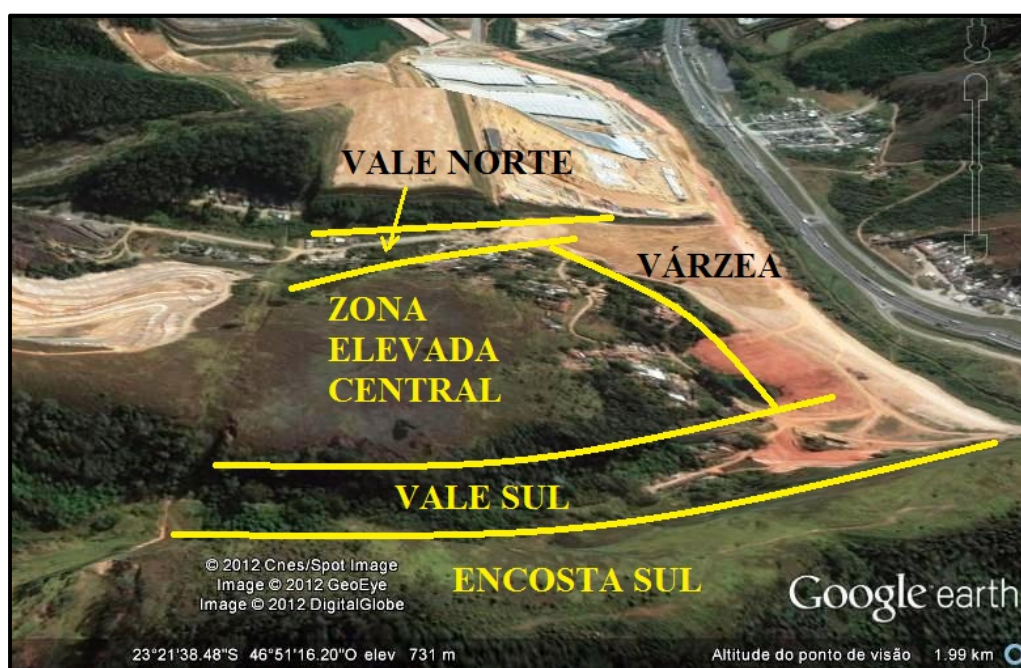 VALE NORTE
VÁRZEA
ZONA
ELEVADA
CENTRAL
VALE SUL
ENCOSTA SUL
© 2012 Cnes/Spot Image
Image © 2012 GeoEye
Image © 2012 DigitalGlobe
Google earth
23°21'38.48"S 46°51'16.20"O elev 731 m
Altitude do ponto de visão 1.99 km